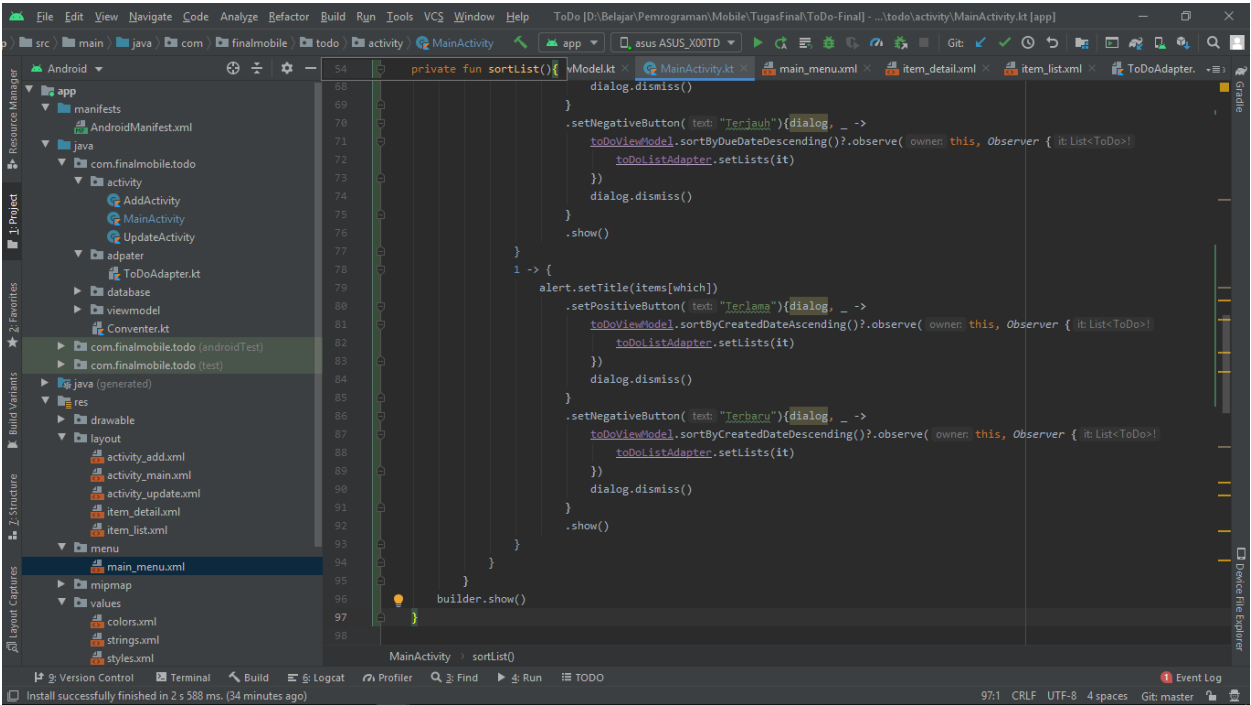 File Edit View Navigate Code Analyze Refactor Build Run Tools VCS Window Help ToDo [D:\Belajar\Pemrograman\Mobile\TugasFinal\ToDo-Final] - ...\todo\activity\MainActivity.kt [app]
p src main java com finalmobile todo activity MainActivity app asus ASUS_X00TD Git:
Android
54 private fun sortList(){ wModel.kt MainActivity.kt main_menu.xml item_detail.xml item_list.xml ToDoAdapter.
Resource Manager
1: Project
2: Favorites
Build Variants
7: Structure
Layout Captures
app
manifests
AndroidManifest.xml
java
com.finalmobile.todo
activity
AddActivity
MainActivity
UpdateActivity
adpater
ToDoAdapter.kt
database
viewmodel
Conventer.kt
com.finalmobile.todo (androidTest)
com.finalmobile.todo (test)
java (generated)
res
drawable
layout
activity_add.xml
activity_main.xml
activity_update.xml
item_detail.xml
item_list.xml
menu
main_menu.xml
mipmap
values
colors.xml
strings.xml
styles.xml
68 dialog.dismiss()
69 }
70 .setNegativeButton( text: "Terjauh"){dialog, _ ->
71 toDoViewModel.sortByDueDateDescending()?.observe( owner: this, Observer { it: List<ToDo>!
72 toDoListAdapter.setLists(it)
73 })
74 dialog.dismiss()
75 }
76 .show()
77 }
78 1 -> {
79 alert.setTitle(items[which])
80 .setPositiveButton( text: "Terlama"){dialog, _ ->
81 toDoViewModel.sortByCreatedDateAscending()?.observe( owner: this, Observer { it: List<ToDo>!
82 toDoListAdapter.setLists(it)
83 })
84 dialog.dismiss()
85 }
86 .setNegativeButton( text: "Terbaru"){dialog, _ ->
87 toDoViewModel.sortByCreatedDateDescending()?.observe( owner: this, Observer { it: List<ToDo>!
88 toDoListAdapter.setLists(it)
89 })
90 dialog.dismiss()
91 }
92 .show()
93 }
94 }
95 }
96 builder.show()
97 }
98
Gradle
Device File Explorer
MainActivity sortList()
9: Version Control Terminal Build 6: Logcat Profiler 3: Find 4: Run TODO 1 Event Log
Install successfully finished in 2 s 588 ms. (34 minutes ago) 97:1 CRLF UTF-8 4 spaces Git: master